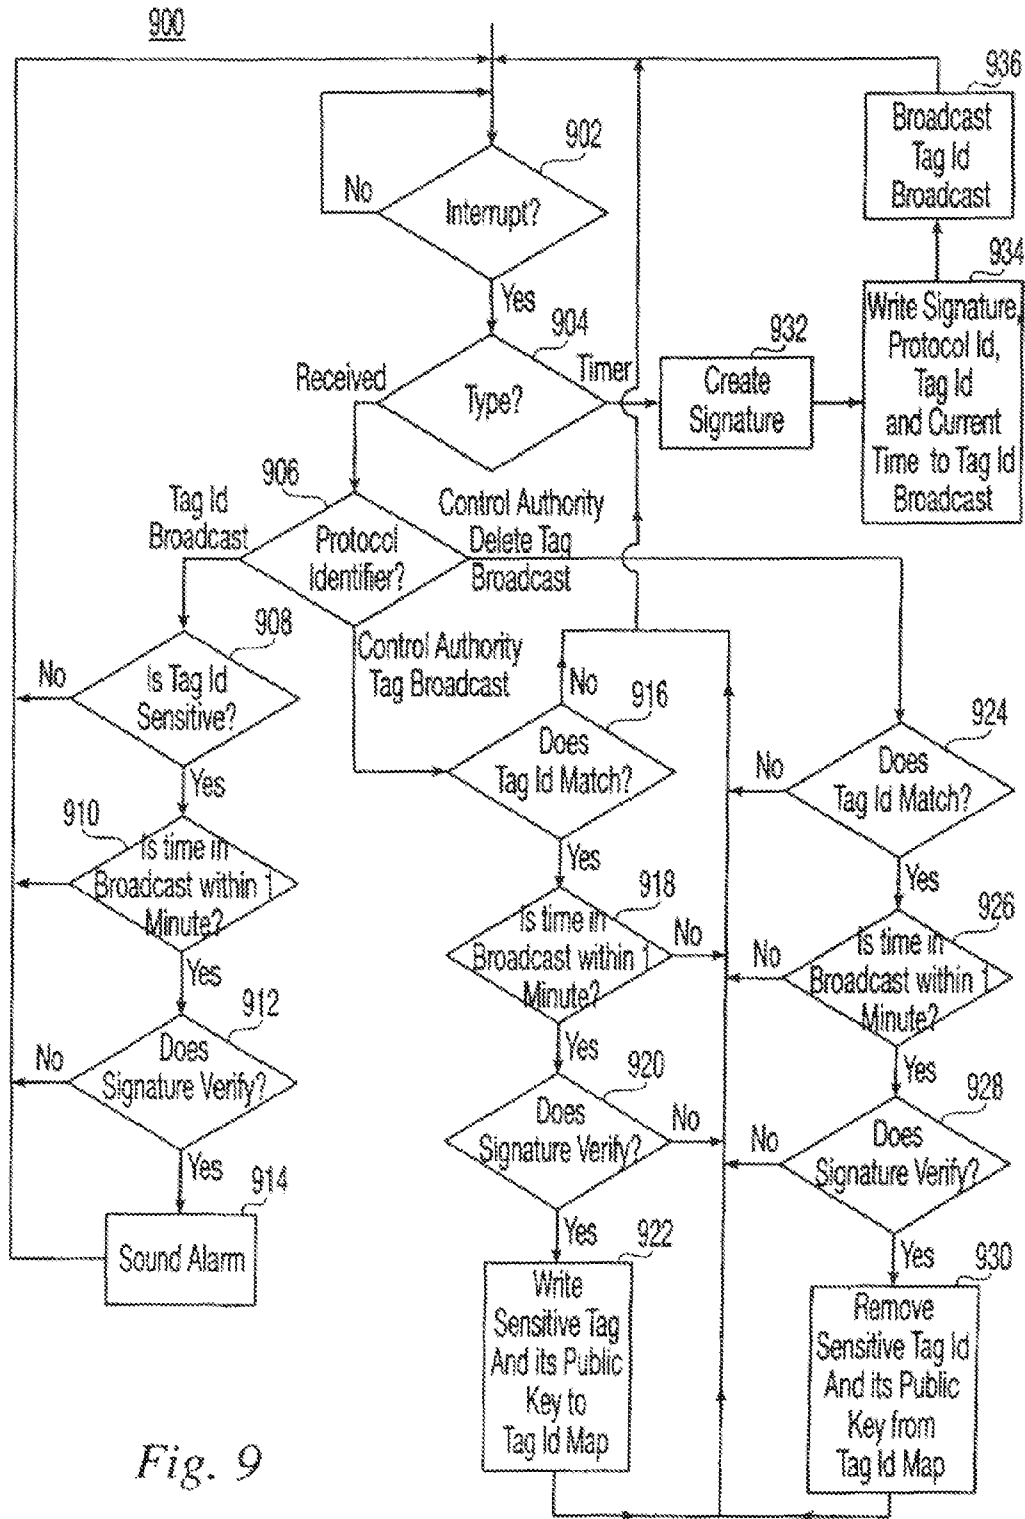 900
936
Broadcast
Tag Id
Broadcast
902
No
Interrupt?
Yes
934
Write Signature,
Protocol Id,
Tag Id
and Current
Time to Tag Id
Broadcast
904
932
Received
Type?
Timer
Create
Signature
906
Tag Id
Broadcast
Protocol
Identifier?
Control Authority
Delete Tag
Broadcast
Control Authority
Tag Broadcast
908
No
Is Tag Id
Sensitive?
Yes
No
916
Does
Tag Id Match?
Yes
924
No
Does
Tag Id Match?
Yes
910
Is time in
Broadcast within 1
Minute?
Yes
918
Is time in
Broadcast within 1
Minute?
No
Yes
926
No
Is time in
Broadcast within 1
Minute?
Yes
912
No
Does
Signature Verify?
Yes
920
Does
Signature Verify?
No
Yes
928
No
Does
Signature Verify?
Yes
914
Sound Alarm
922
Write
Sensitive Tag
And its Public
Key to
Tag Id Map
930
Remove
Sensitive Tag Id
And its Public
Key from
Tag Id Map
Fig. 9